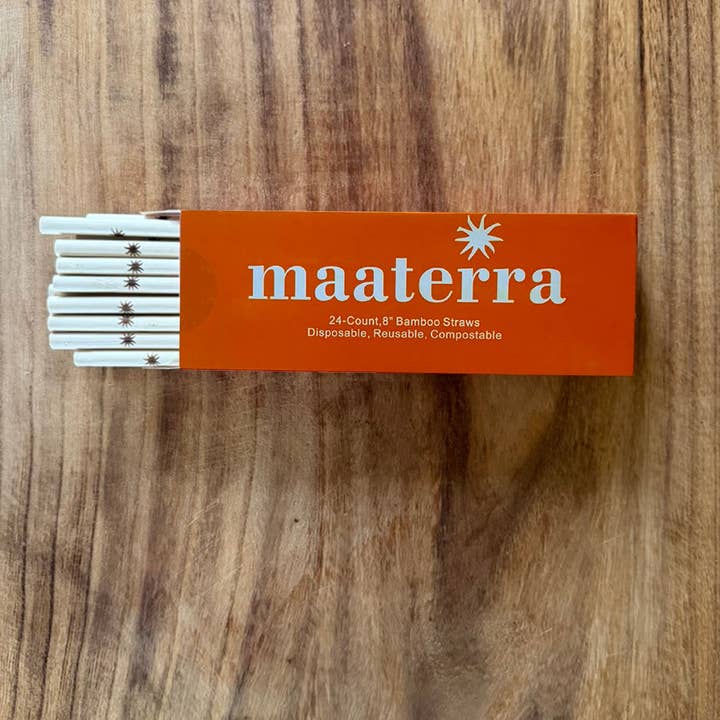 maaterra
24-Count,8" Bamboo Straws
Disposable, Reusable, Compostable